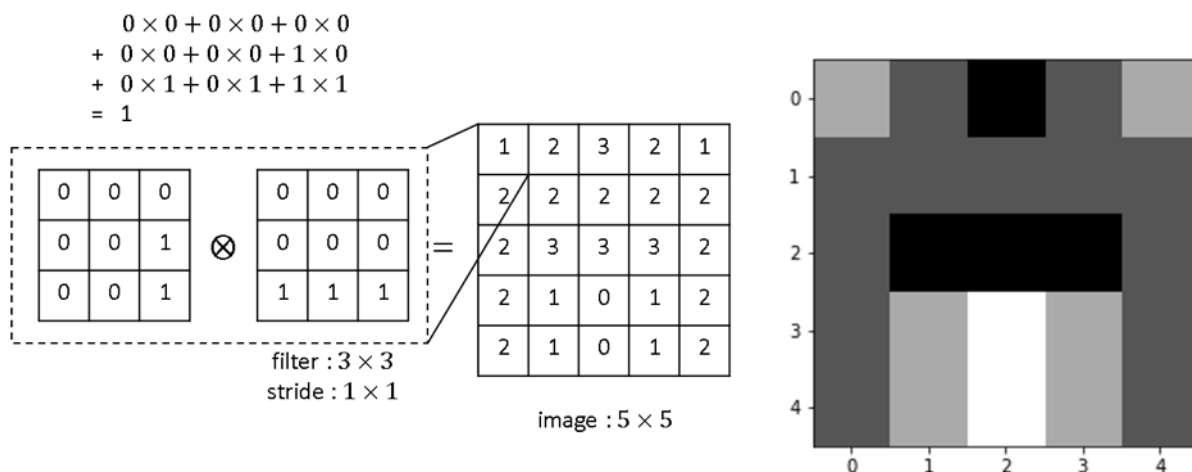 0 × 0 + 0 × 0 + 0 × 0
+ 0 × 0 + 0 × 0 + 1 × 0
+ 0 × 1 + 0 × 1 + 1 × 1
= 1
0 0 0
0 0 1
0 0 1
⊗
0 0 0
0 0 0
1 1 1
=
filter : 3 × 3
stride : 1 × 1
1 2 3 2 1
2 2 2 2 2
2 3 3 3 2
2 1 0 1 2
2 1 0 1 2
image : 5 × 5
0
1
2
3
4
0 1 2 3 4